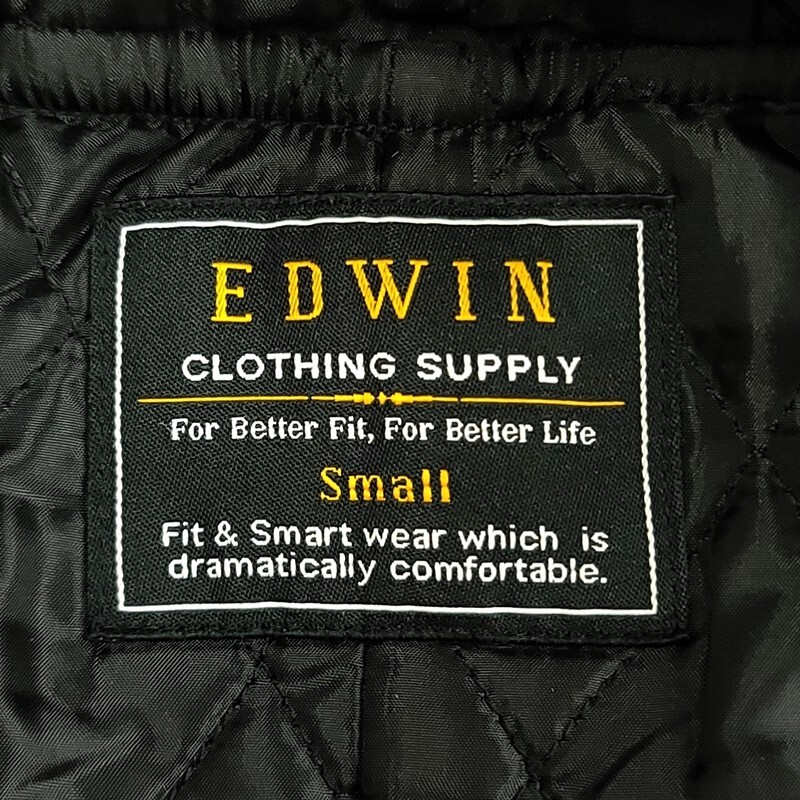 EDWIN
CLOTHING SUPPLY
For Better Fit, For Better Life
Small
Fit & Smart wear which is
dramatically comfortable.